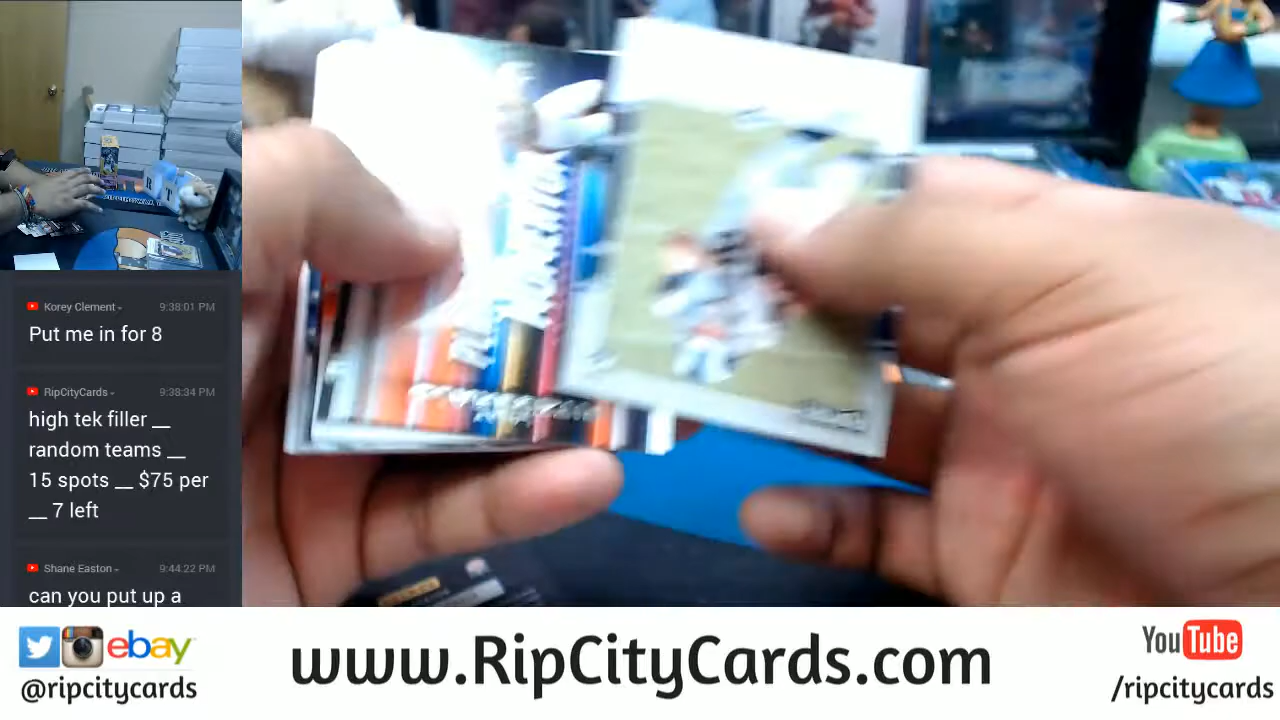 Korey Clement
9:38:01 PM
Put me in for 8
RipCityCards
9:38:34 PM
high tek filler __
random teams __
15 spots __ $75 per
__ 7 left
Shane Easton
9:44:22 PM
can you put up a
ebay
@ripcitycards
www.RipCityCards.com
YouTube
/ripcitycards